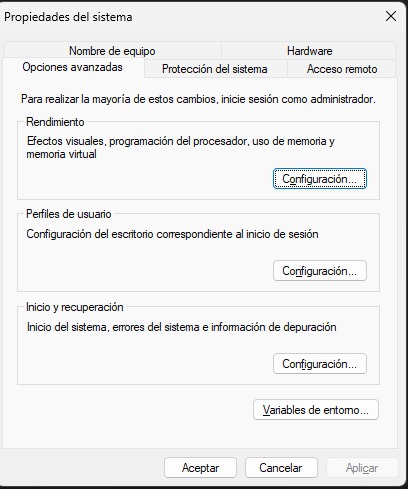 Propiedades del sistema
Nombre de equipo
Hardware
Opciones avanzadas
Protección del sistema
Acceso remoto
Para realizar la mayoría de estos cambios, inicie sesión como administrador.
Rendimiento
Efectos visuales, programación del procesador, uso de memoria y
memoria virtual
Configuración...
Perfiles de usuario
Configuración del escritorio correspondiente al inicio de sesión
Configuración...
Inicio y recuperación
Inicio del sistema, errores del sistema e información de depuración
Configuración...
Variables de entorno...
Aceptar
Cancelar
Aplicar